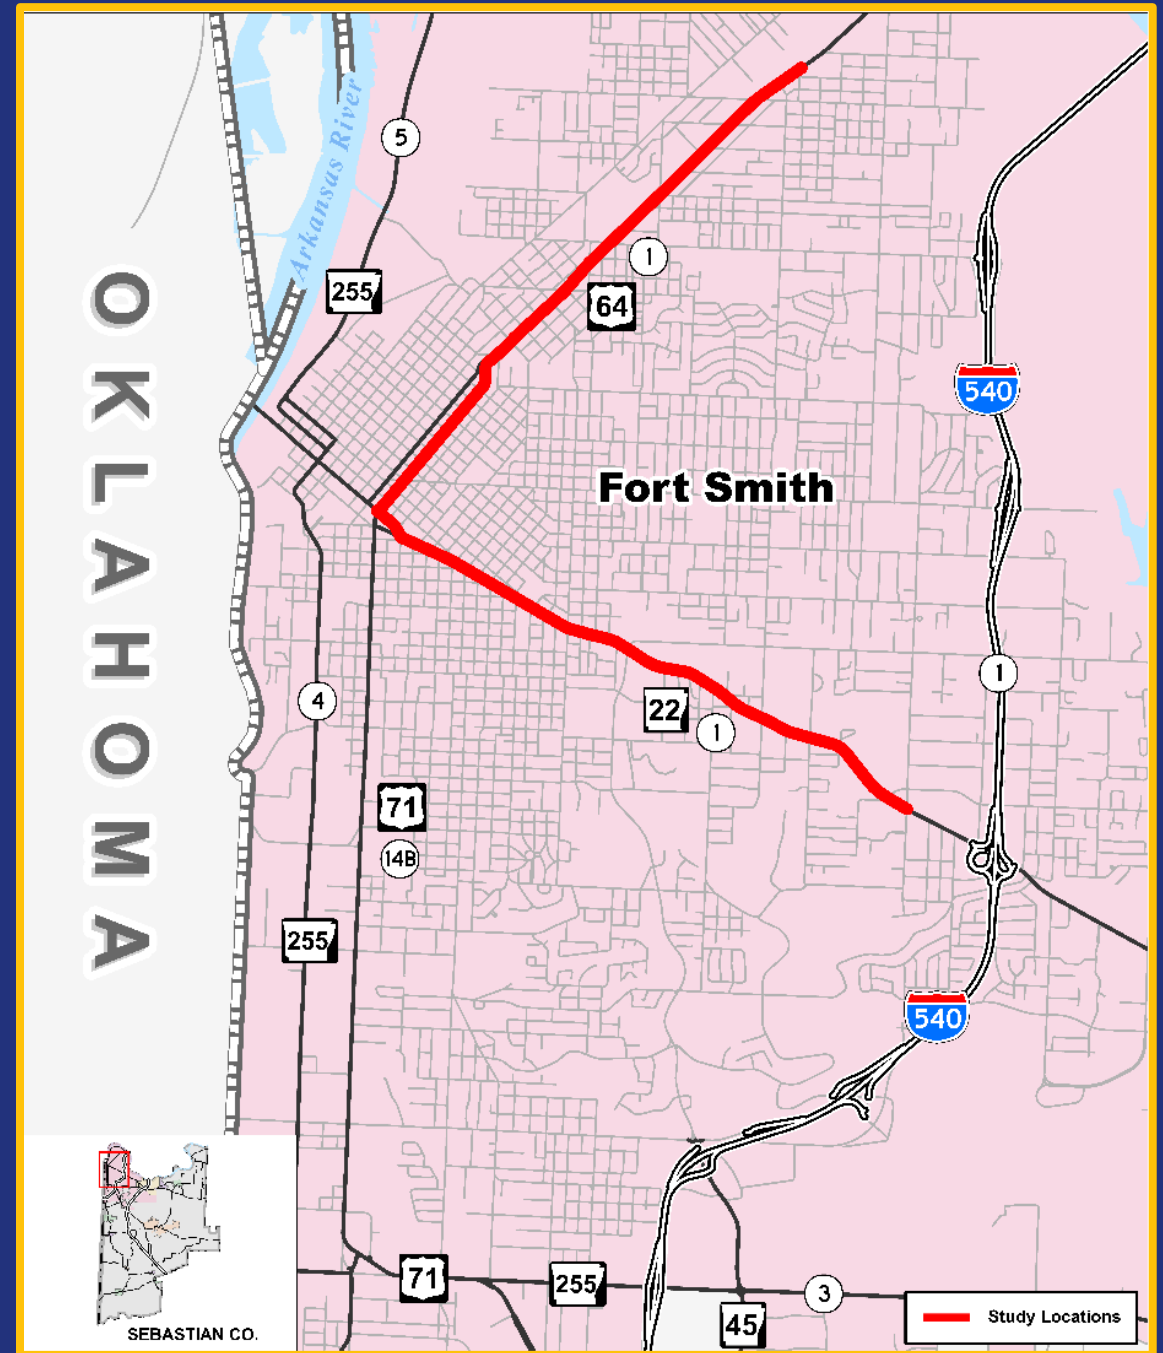 Arkansas River
5
255
1
64
540
OKLAHOMA
Fort Smith
1
4
22
1
71
14B
255
540
71
255
3
45
SEBASTIAN CO.
Study Locations